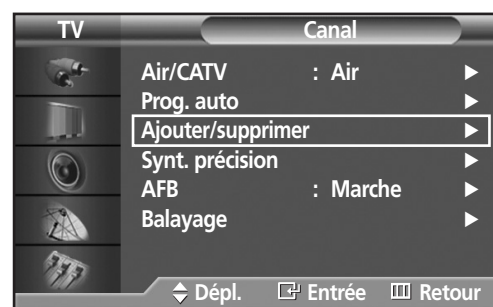 TV Canal
Air/CATV : Air
Prog. auto
Ajouter/supprimer
Synt. précision
AFB : Marche
Balayage
Dépl. Entrée Retour